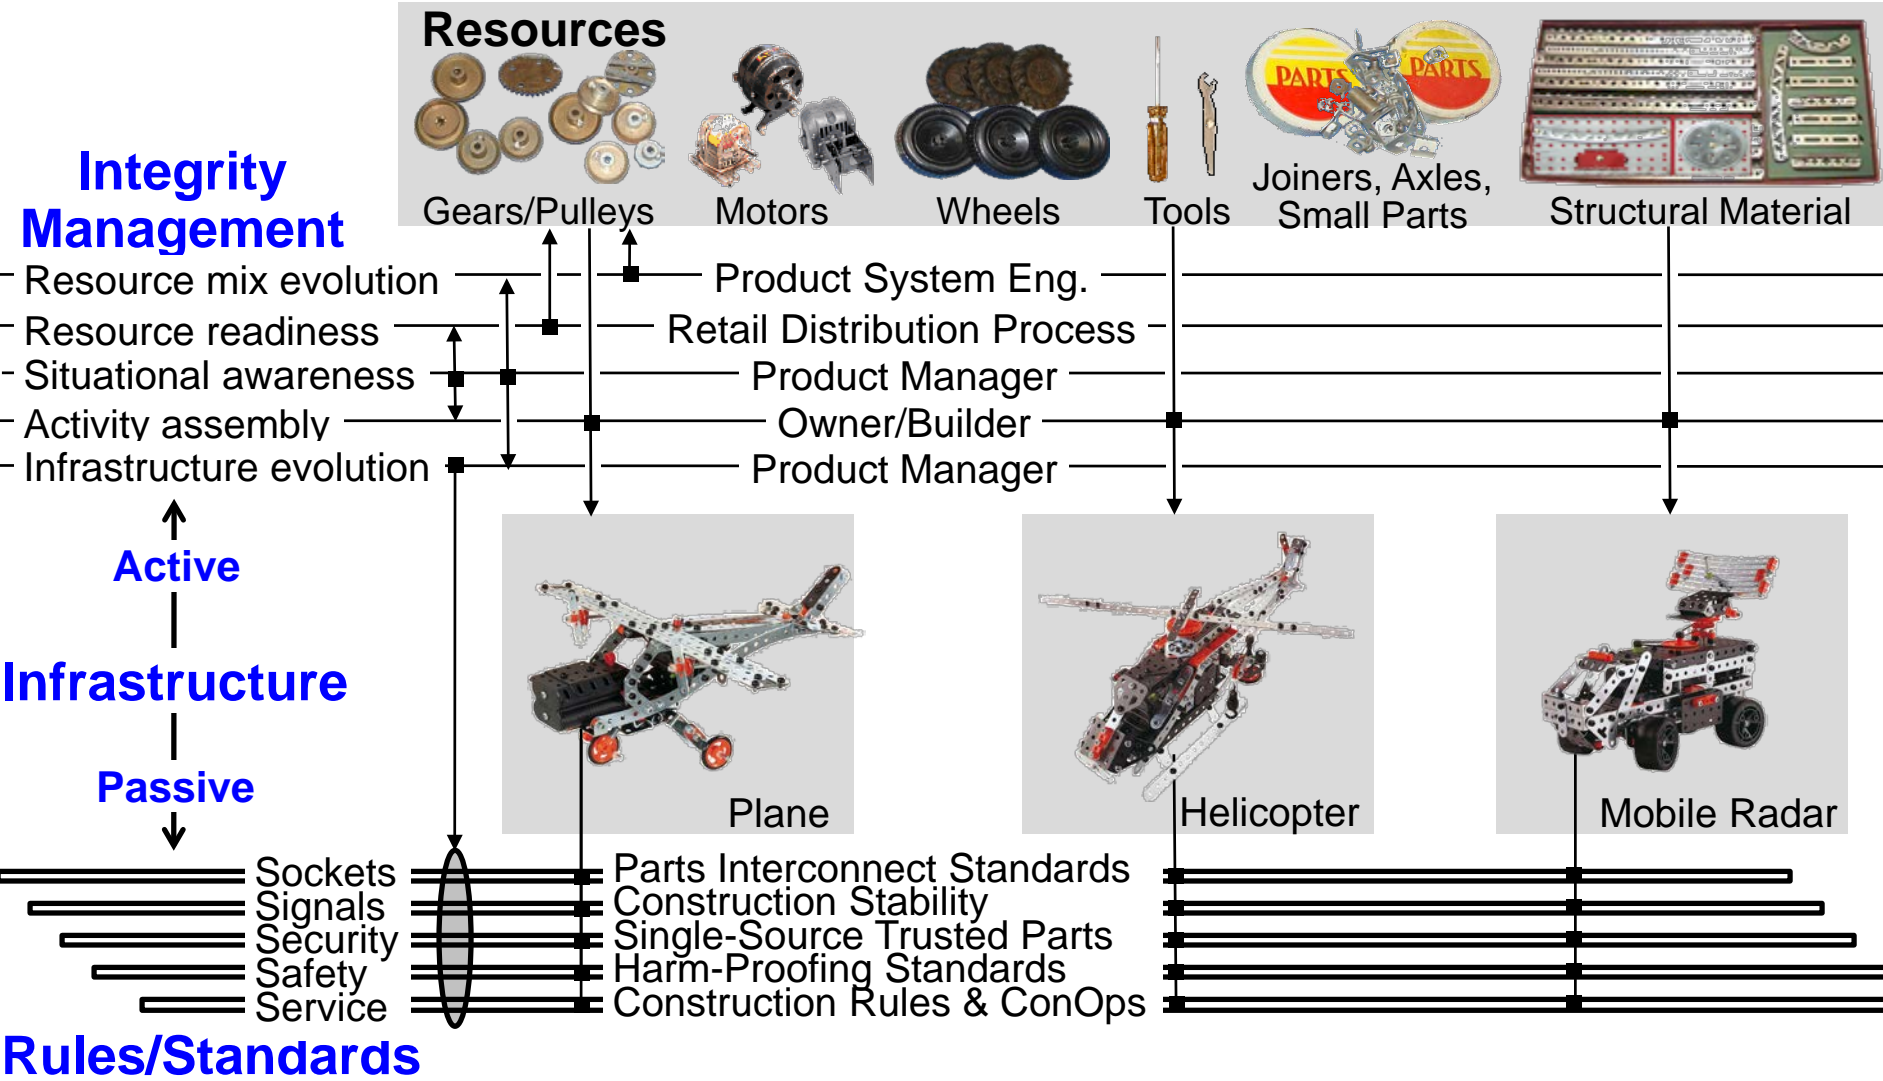 Resources
PARTS
PARTS
Gears/Pulleys
Motors
Wheels
Tools
Joiners, Axles,
Small Parts
Structural Material
Integrity
Management
Resource mix evolution
Product System Eng.
Resource readiness
Retail Distribution Process
Situational awareness
Product Manager
Activity assembly
Owner/Builder
Infrastructure evolution
Product Manager
Active
Infrastructure
Passive
Plane
Helicopter
Mobile Radar
Sockets
Parts Interconnect Standards
Signals
Construction Stability
Security
Single-Source Trusted Parts
Safety
Harm-Proofing Standards
Service
Construction Rules & ConOps
Rules/Standards